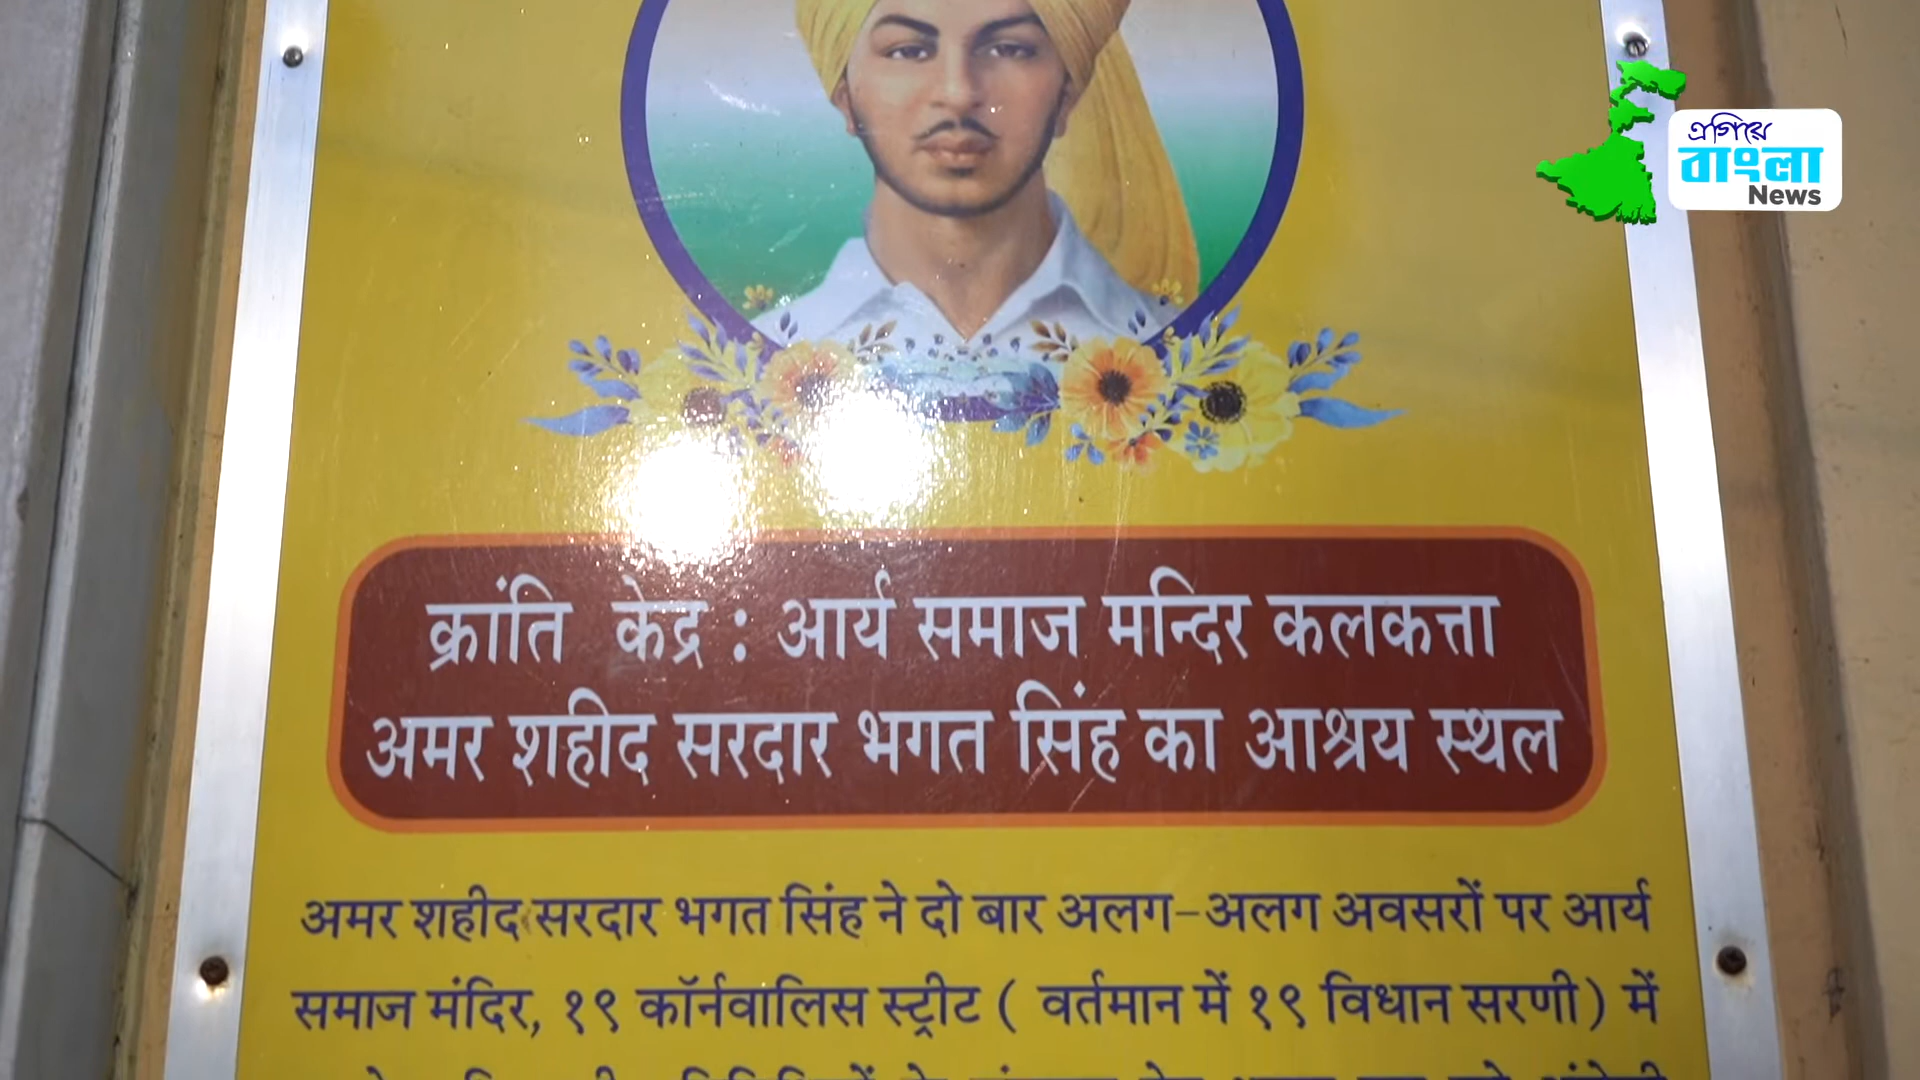 এগিয়ে
বাংলা
News
क्रांति केद्र : आर्य समाज मन्दिर कलकत्ता
अमर शहीद सरदार भगत सिंह का आश्रय स्थल
अमर शहीद सरदार भगत सिंह ने दो बार अलग-अलग अवसरों पर आर्य
समाज मंदिर, १९ कॉर्नवालिस स्ट्रीट ( वर्तमान में १९ विधान सरणी) में